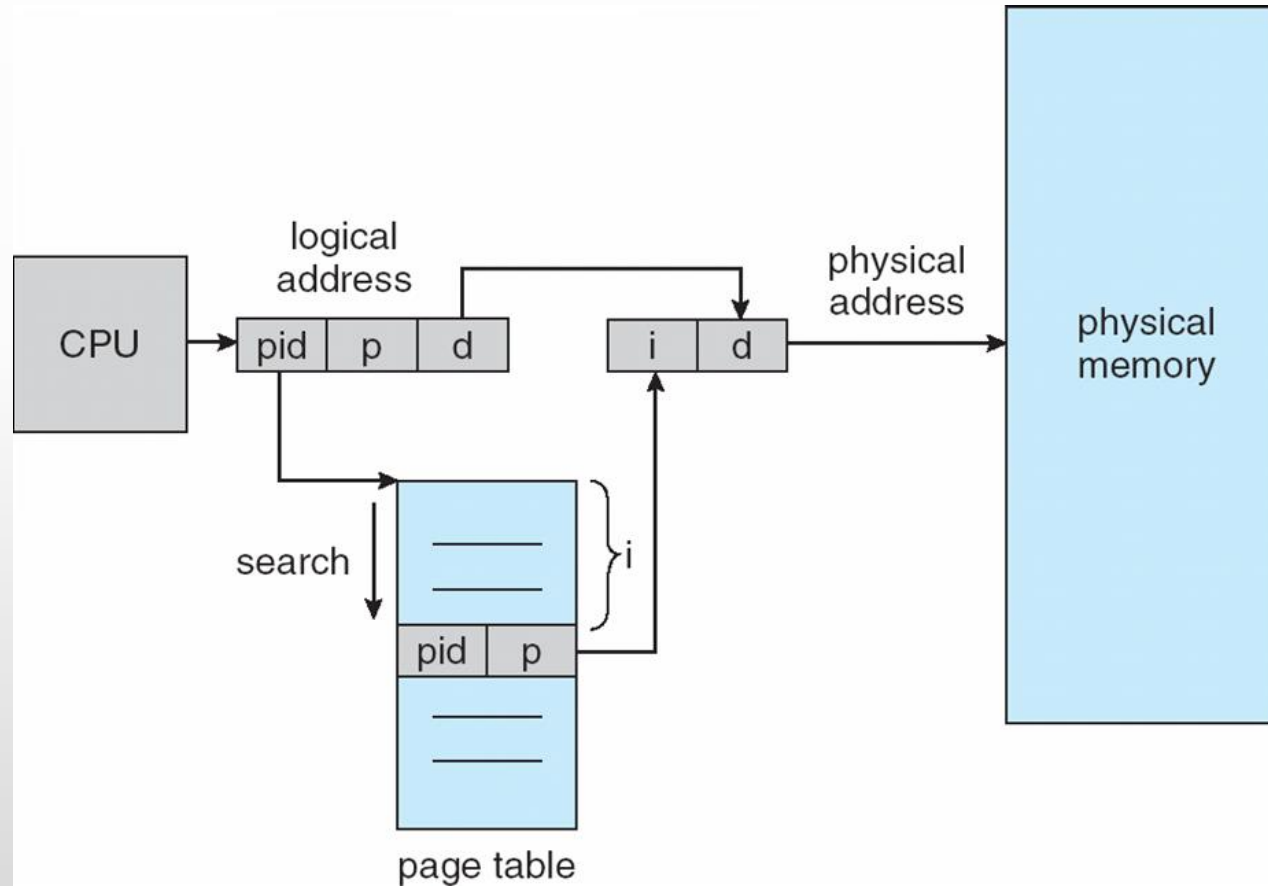 logical
address
physical
address
CPU
pid p d
i d
physical
memory
search
i
pid p
page table